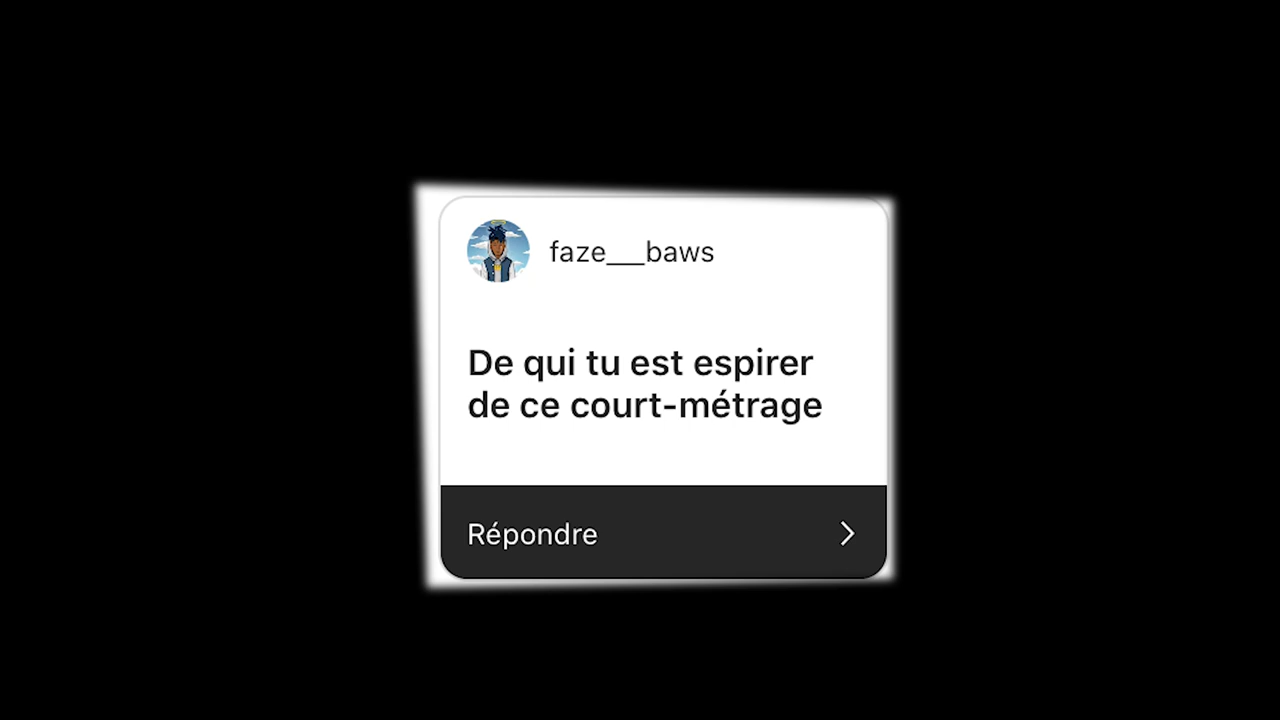 faze___baws
De qui tu est espirer
de ce court-métrage
Répondre